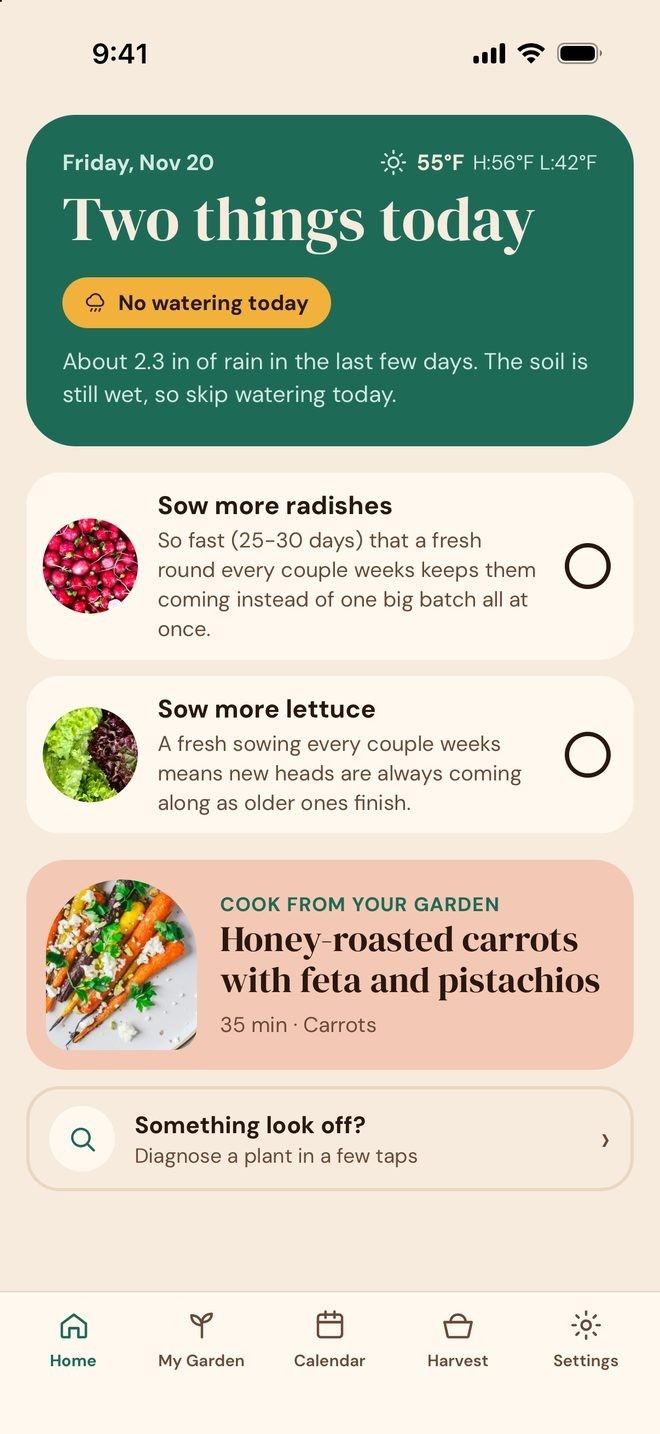 9:41
Friday, Nov 20
55°F H:56°F L:42°F
Two things today
No watering today
About 2.3 in of rain in the last few days. The soil is
still wet, so skip watering today.
Sow more radishes
So fast (25-30 days) that a fresh
round every couple weeks keeps them
coming instead of one big batch all at
once.
Sow more lettuce
A fresh sowing every couple weeks
means new heads are always coming
along as older ones finish.
COOK FROM YOUR GARDEN
Honey-roasted carrots
with feta and pistachios
35 min · Carrots
Something look off?
Diagnose a plant in a few taps
Home
My Garden
Calendar
Harvest
Settings